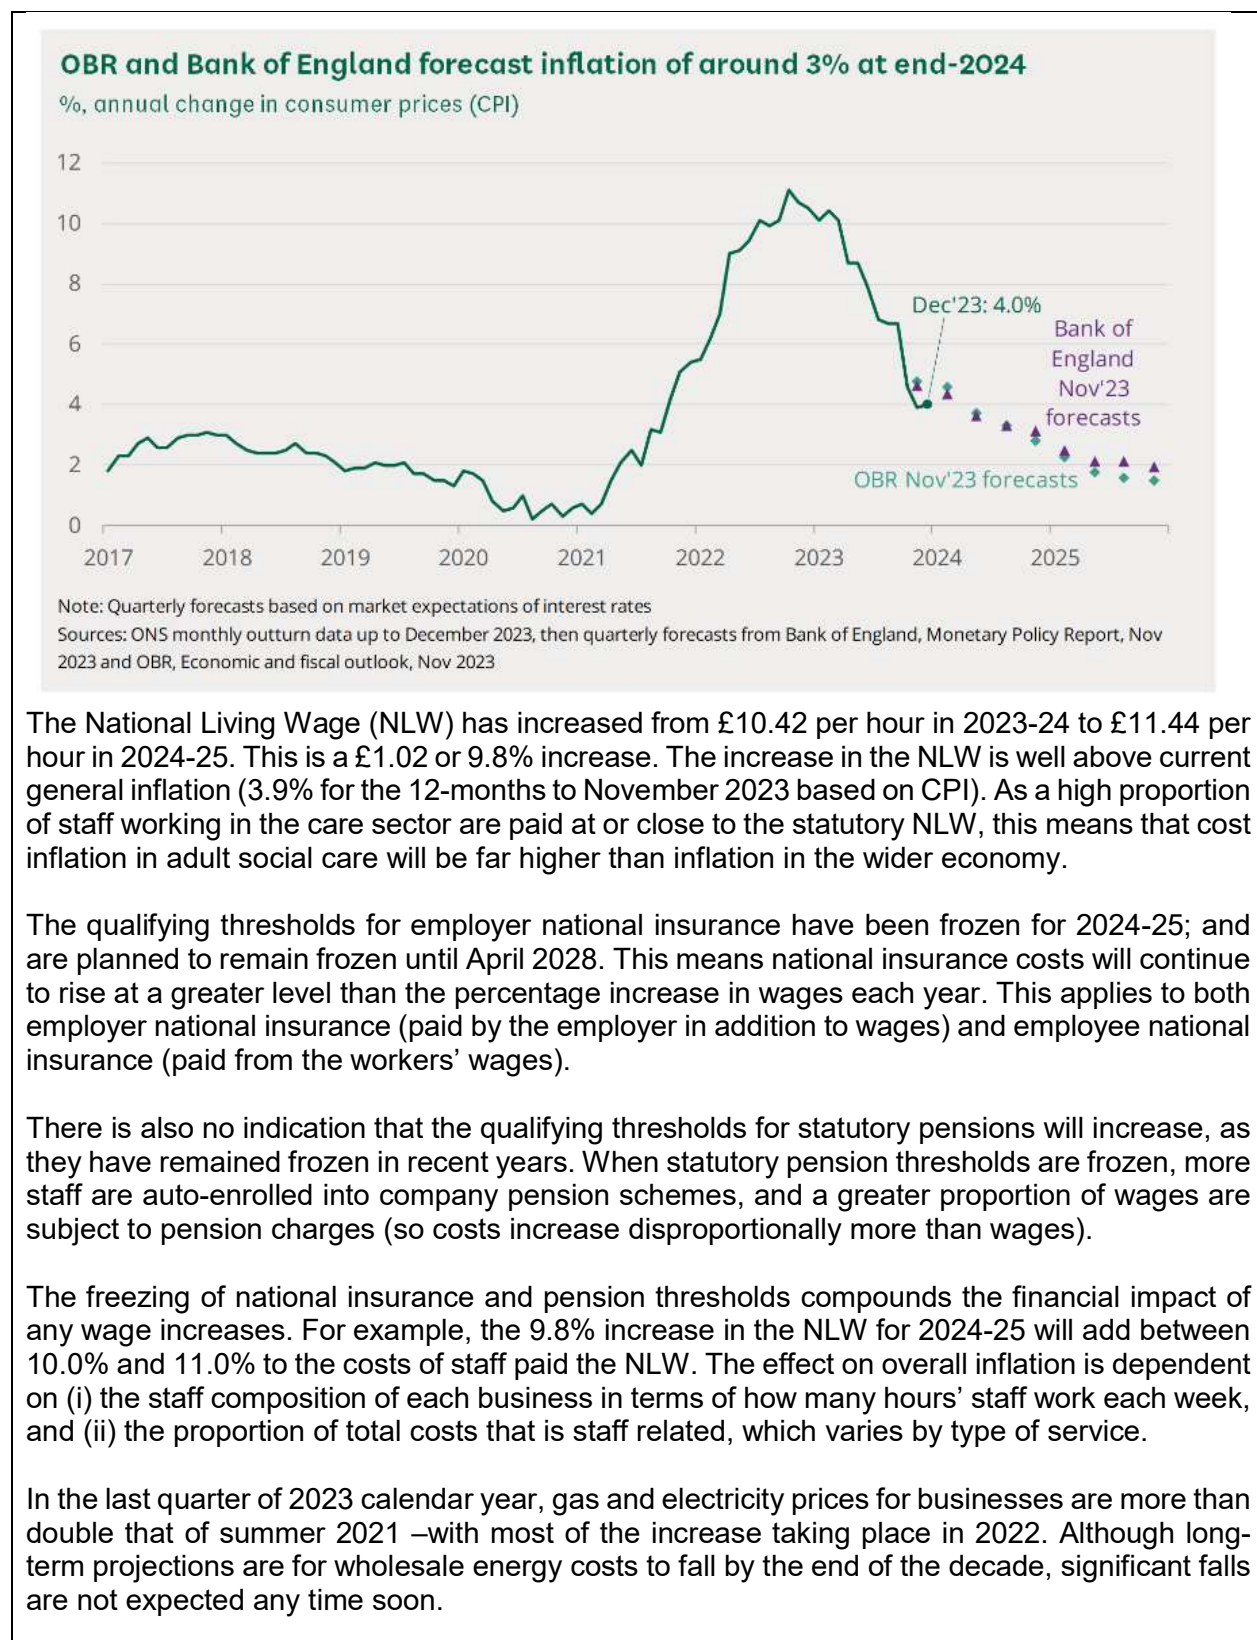 OBR and Bank of England forecast inflation of around 3% at end-2024
%, annual change in consumer prices (CPI)
12
10
8
6
4
2
0
Dec'23: 4.0%
Bank of
England
Nov'23
forecasts
OBR Nov'23 forecasts
2017 2018 2019 2020 2021 2022 2023 2024 2025
Note: Quarterly forecasts based on market expectations of interest rates
Sources: ONS monthly outturn data up to December 2023, then quarterly forecasts from Bank of England, Monetary Policy Report, Nov
2023 and OBR, Economic and fiscal outlook, Nov 2023
The National Living Wage (NLW) has increased from £10.42 per hour in 2023-24 to £11.44 per
hour in 2024-25. This is a £1.02 or 9.8% increase. The increase in the NLW is well above current
general inflation (3.9% for the 12-months to November 2023 based on CPI). As a high proportion
of staff working in the care sector are paid at or close to the statutory NLW, this means that cost
inflation in adult social care will be far higher than inflation in the wider economy.
The qualifying thresholds for employer national insurance have been frozen for 2024-25; and
are planned to remain frozen until April 2028. This means national insurance costs will continue
to rise at a greater level than the percentage increase in wages each year. This applies to both
employer national insurance (paid by the employer in addition to wages) and employee national
insurance (paid from the workers' wages).
There is also no indication that the qualifying thresholds for statutory pensions will increase, as
they have remained frozen in recent years. When statutory pension thresholds are frozen, more
staff are auto-enrolled into company pension schemes, and a greater proportion of wages are
subject to pension charges (so costs increase disproportionally more than wages).
The freezing of national insurance and pension thresholds compounds the financial impact of
any wage increases. For example, the 9.8% increase in the NLW for 2024-25 will add between
10.0% and 11.0% to the costs of staff paid the NLW. The effect on overall inflation is dependent
on (i) the staff composition of each business in terms of how many hours' staff work each week,
and (ii) the proportion of total costs that is staff related, which varies by type of service.
In the last quarter of 2023 calendar year, gas and electricity prices for businesses are more than
double that of summer 2021 –with most of the increase taking place in 2022. Although long-
term projections are for wholesale energy costs to fall by the end of the decade, significant falls
are not expected any time soon.